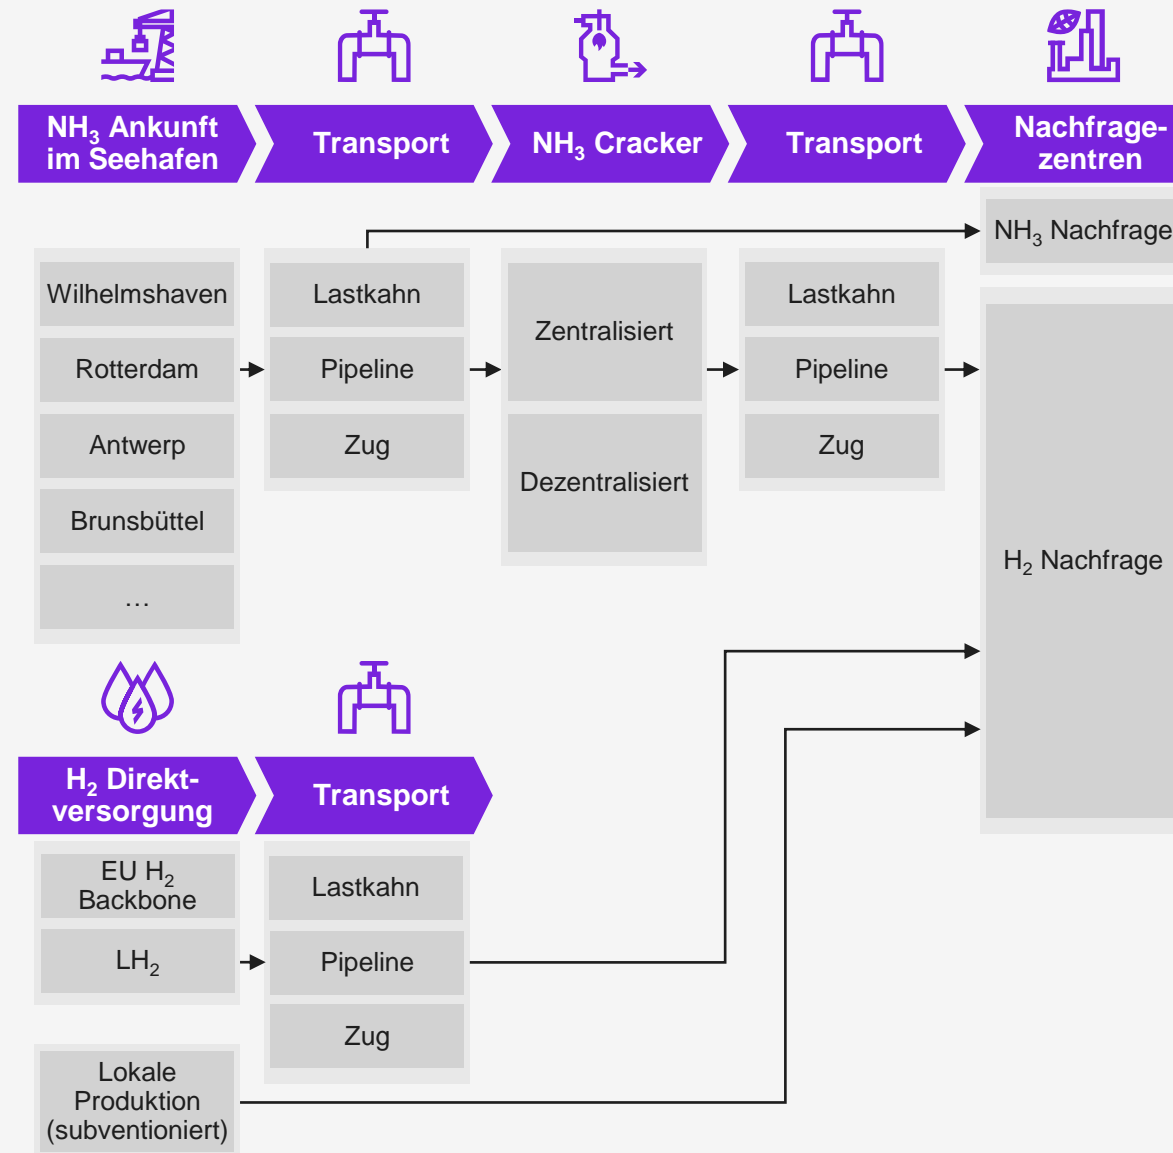 NH₃ Ankunft
im Seehafen
Transport
NH₃ Cracker
Transport
Nachfrage-
zentren
NH₃ Nachfrage
Wilhelmshaven
Rotterdam
Antwerp
Brunsbüttel
…
Lastkahn
Pipeline
Zug
Zentralisiert
Dezentralisiert
Lastkahn
Pipeline
Zug
H₂ Nachfrage
H₂ Direkt-
versorgung
Transport
EU H₂
Backbone
LH₂
Lastkahn
Pipeline
Zug
Lokale
Produktion
(subventioniert)